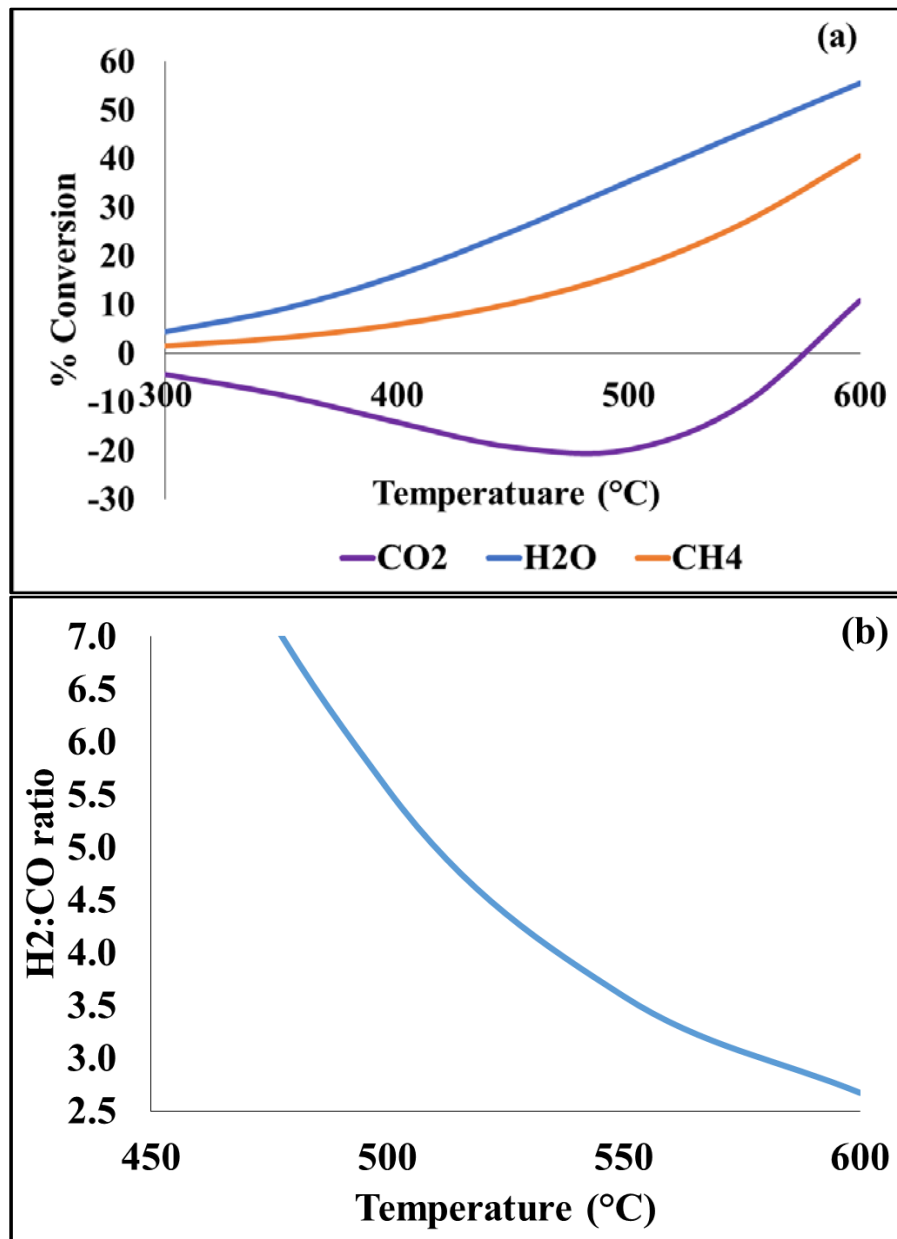 (a)
60
50
40
30
20
10
0
-10
-20
-30
% Conversion
300 400 500 600
Temperatuare (°C)
CO2 H2O CH4
(b)
7.0
6.5
6.0
5.5
5.0
4.5
4.0
3.5
3.0
2.5
H2:CO ratio
450 500 550 600
Temperature (°C)